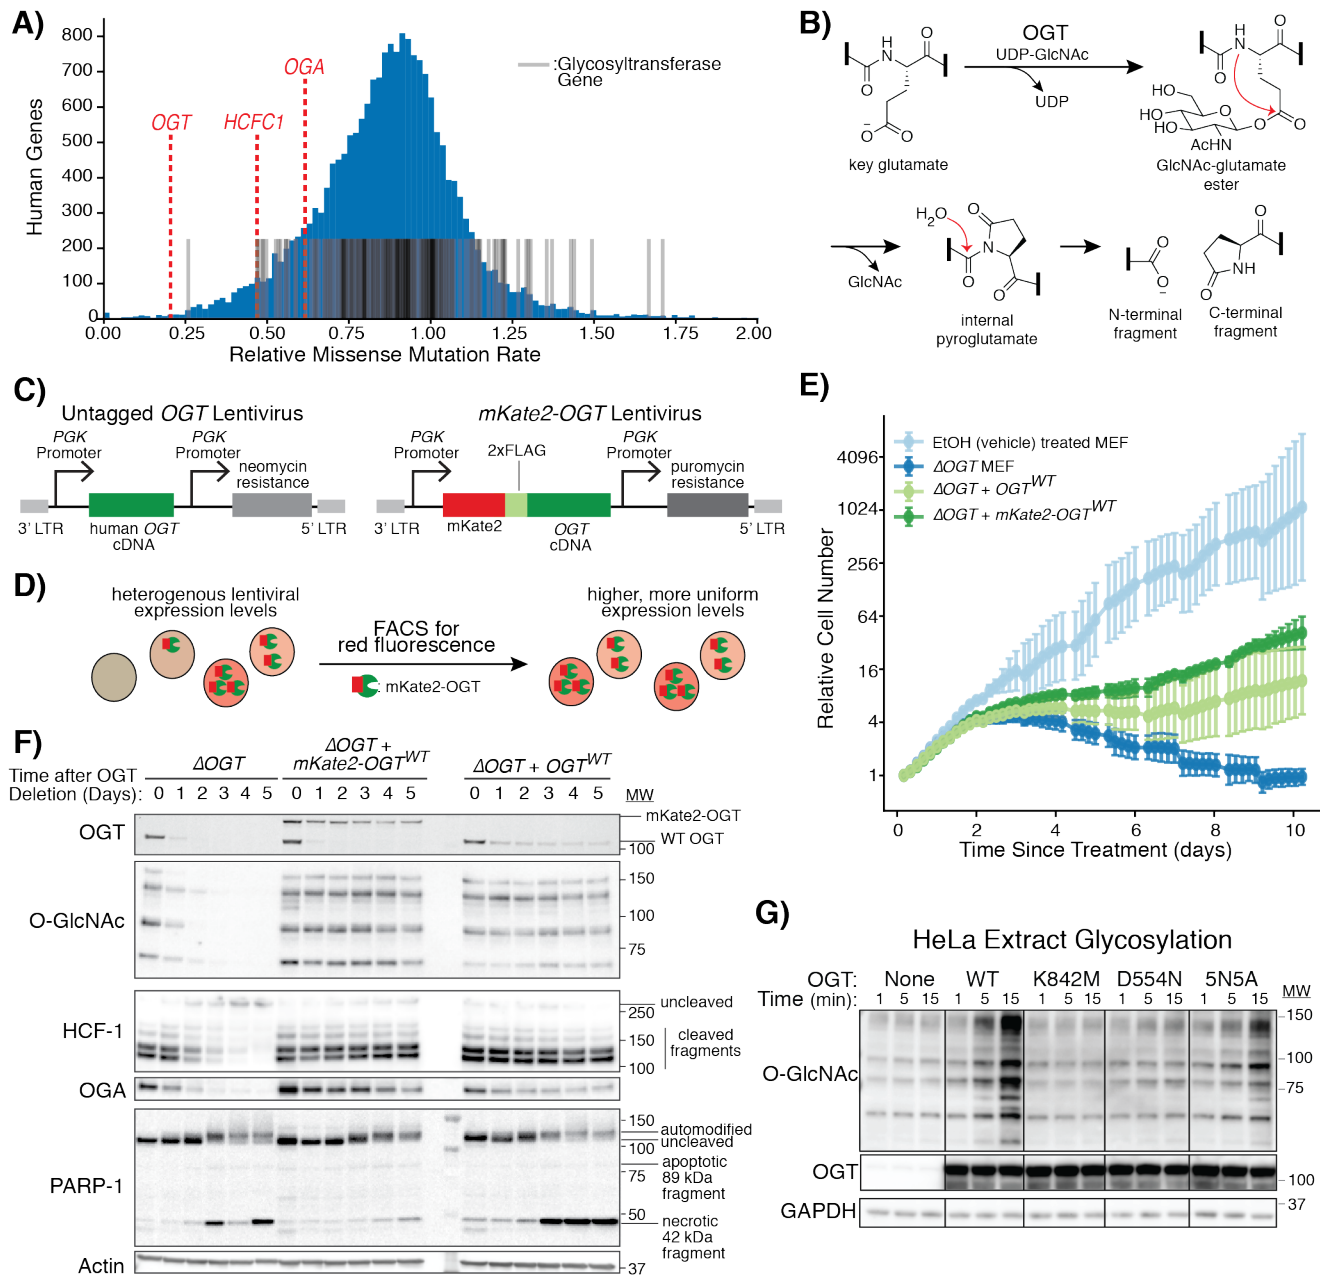 A)
Human Genes
800
700
600
500
400
300
200
100
0
OGT
HCFC1
OGA
:Glycosyltransferase
Gene
0.00 0.25 0.50 0.75 1.00 1.25 1.50 1.75 2.00
Relative Missense Mutation Rate
B)
OGT
UDP-GlcNAc
UDP
key glutamate
H
N
O
O
−
O
O
H
N
O
O
HO
HO
HO
O
O
O
AcHN
GlcNAc-glutamate
ester
GlcNAc
H2O
O
N
O
O
internal
pyroglutamate
O
O
−
N-terminal
fragment
O
NH
O
C-terminal
fragment
C)
Untagged OGT Lentivirus
PGK
Promoter
PGK
Promoter
neomycin
resistance
3' LTR
human OGT
cDNA
5' LTR
mKate2-OGT Lentivirus
PGK
Promoter
2xFLAG
PGK
Promoter
puromycin
resistance
3' LTR
mKate2
OGT
cDNA
5' LTR
D)
heterogenous lentiviral
expression levels
FACS for
red fluorescence
: mKate2-OGT
higher, more uniform
expression levels
E)
Relative Cell Number
4096
1024
256
64
16
4
1
EtOH (vehicle) treated MEF
ΔOGT MEF
ΔOGT + OGTWT
ΔOGT + mKate2-OGTWT
0 2 4 6 8 10
Time Since Treatment (days)
F)
Time after OGT
Deletion (Days):
ΔOGT
ΔOGT +
mKate2-OGTWT
ΔOGT + OGTWT
0 1 2 3 4 5 0 1 2 3 4 5 0 1 2 3 4 5
MW
OGT
mKate2-OGT
WT OGT
100
O-GlcNAc
150
100
75
HCF-1
uncleaved
250
150
cleaved
fragments
100
OGA
PARP-1
150
automodified
uncleaved
100
apoptotic
89 kDa
fragment
75
50
necrotic
42 kDa
fragment
Actin
37
G)
HeLa Extract Glycosylation
OGT: None WT K842M D554N 5N5A
Time (min): 1 5 15 1 5 15 1 5 15 1 5 15 1 5 15
MW
O-GlcNAc
150
100
75
OGT
100
GAPDH
37